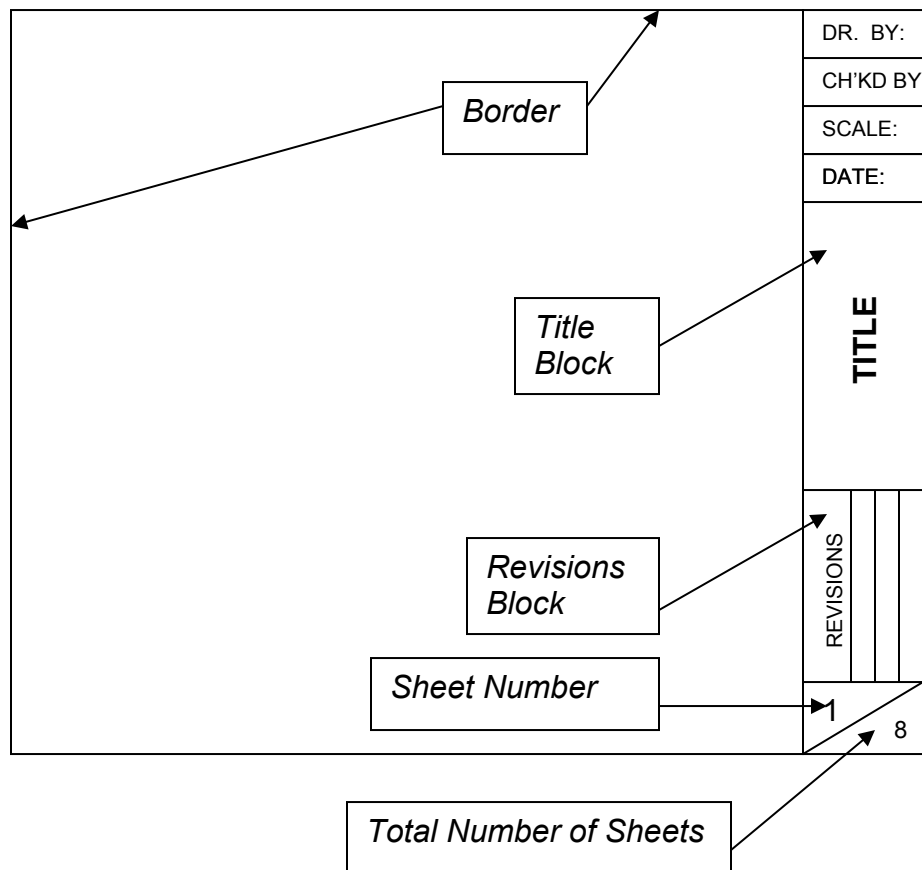 DR. BY:
CH'KD BY
Border
SCALE:
DATE:
Title
Block
TITLE
Revisions
Block
REVISIONS
Sheet Number
1
8
Total Number of Sheets